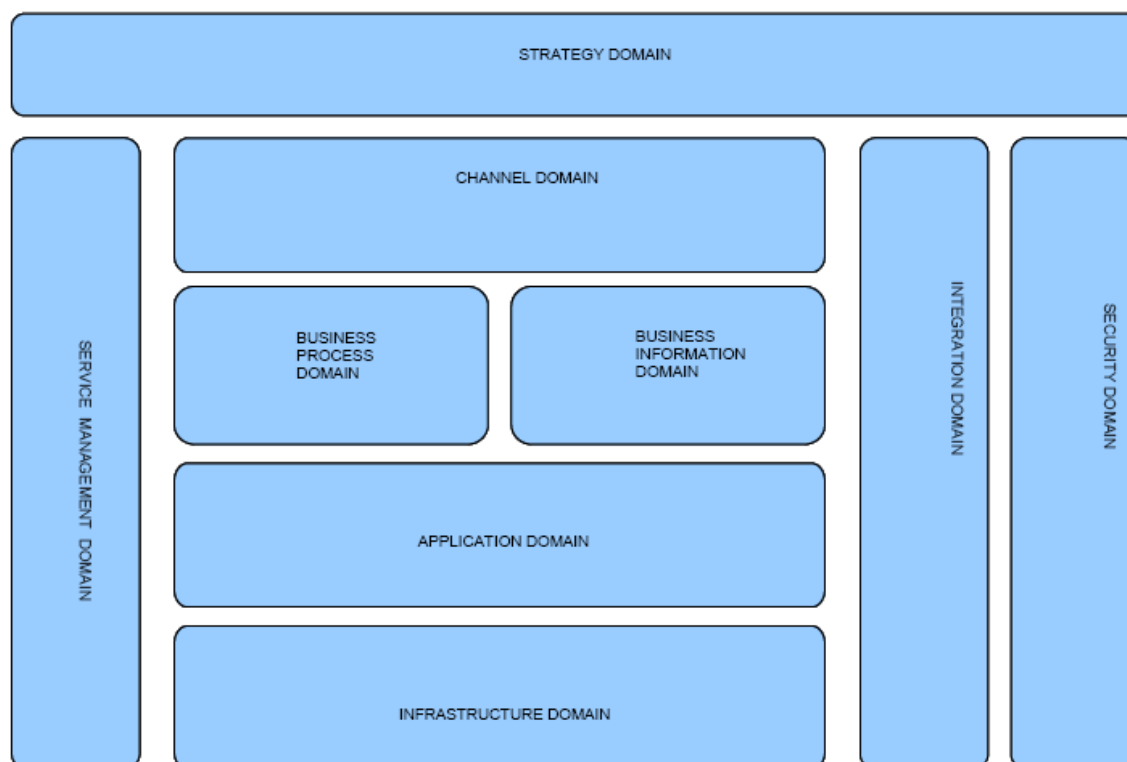 STRATEGY DOMAIN
CHANNEL DOMAIN
BUSINESS
PROCESS
DOMAIN
BUSINESS
INFORMATION
DOMAIN
APPLICATION DOMAIN
INFRASTRUCTURE DOMAIN
SERVICE MANAGEMENT DOMAIN
INTEGRATION DOMAIN
SECURITY DOMAIN